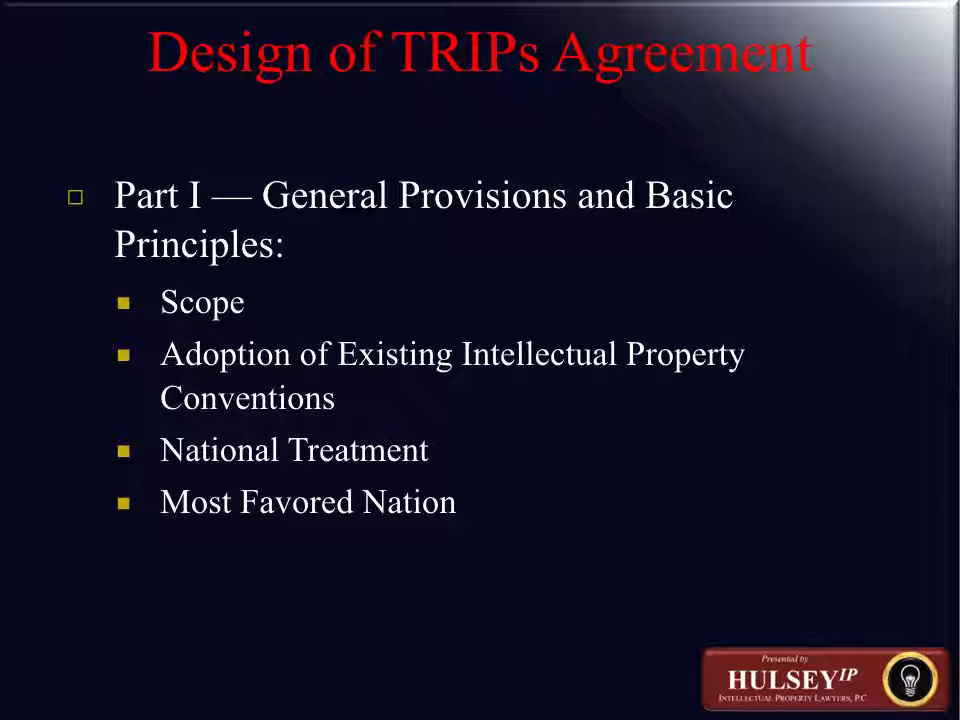 Design of TRIPs Agreement
Part I — General Provisions and Basic
Principles:
Scope
Adoption of Existing Intellectual Property
Conventions
National Treatment
Most Favored Nation
Presented by
HULSEYIP
INTELLECTUAL PROPERTY LAWYERS, P.C